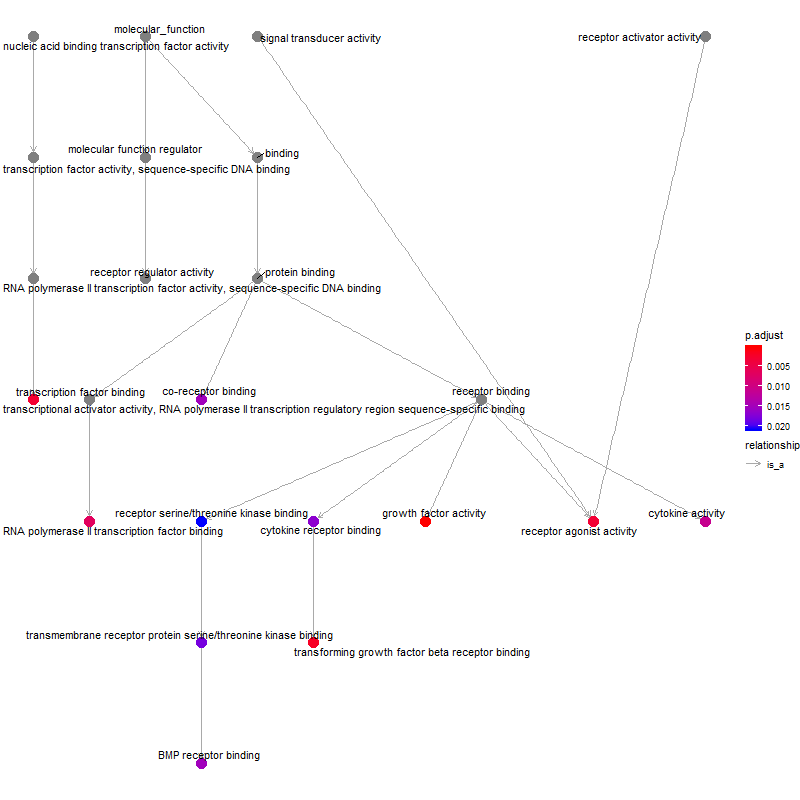 molecular_function
signal transducer activity
receptor activator activity
nucleic acid binding transcription factor activity
molecular function regulator
binding
transcription factor activity, sequence-specific DNA binding
receptor regulator activity
protein binding
RNA polymerase II transcription factor activity, sequence-specific DNA binding
p.adjust
0.005
0.010
0.015
0.020
relationship
is_a
transcription factor binding
co-receptor binding
receptor binding
transcriptional activator activity, RNA polymerase II transcription regulatory region sequence-specific binding
receptor serine/threonine kinase binding
growth factor activity
cytokine activity
RNA polymerase II transcription factor binding
cytokine receptor binding
receptor agonist activity
transmembrane receptor protein serine/threonine kinase binding
transforming growth factor beta receptor binding
BMP receptor binding